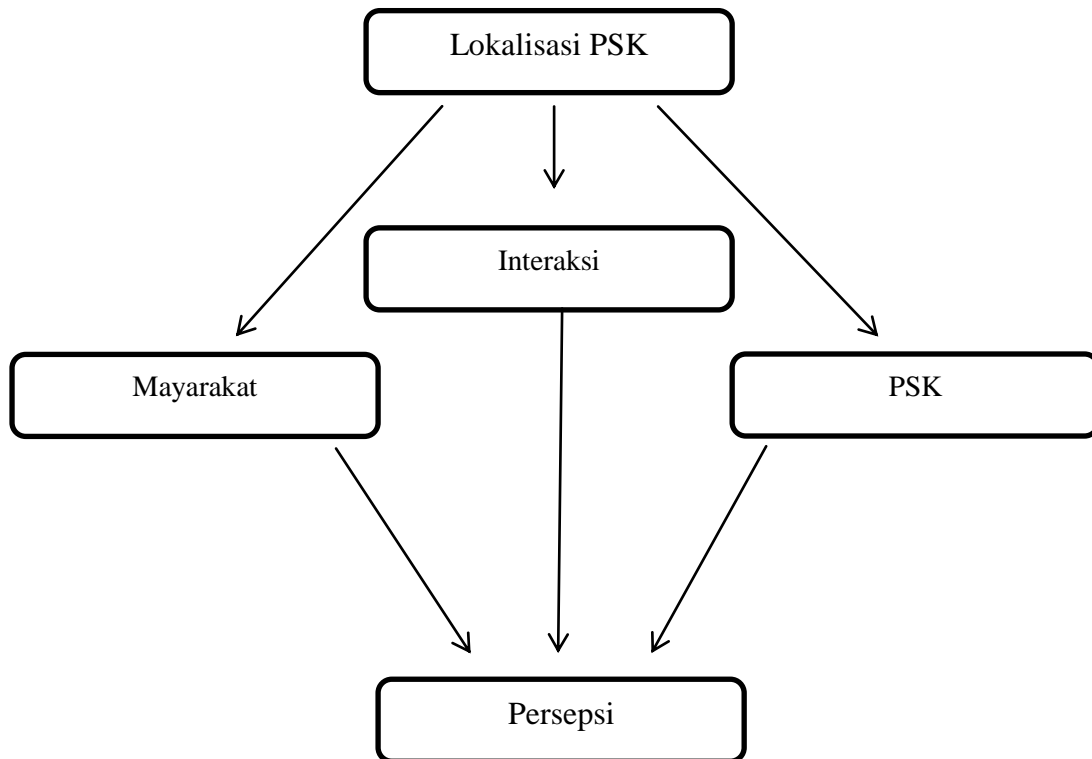 Lokalisasi PSK
Interaksi
Mayarakat
PSK
Persepsi